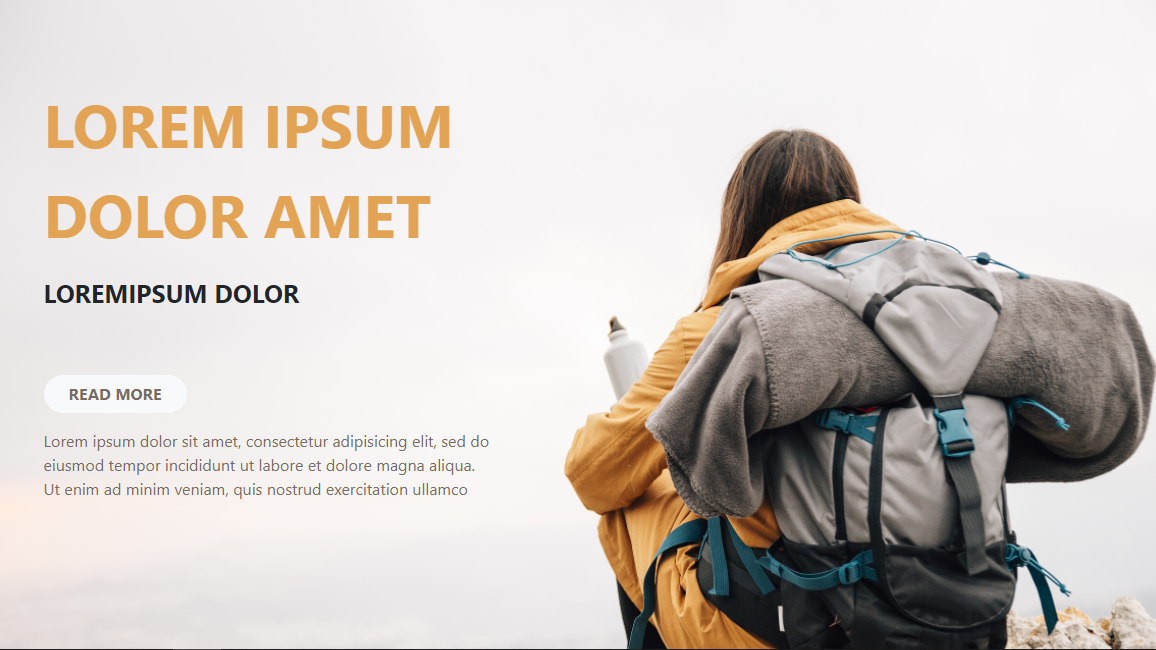 LOREM IPSUM
DOLOR AMET
LOREMIPSUM DOLOR
READ MORE
Lorem ipsum dolor sit amet, consectetur adipisicing elit, sed do
eiusmod tempor incididunt ut labore et dolore magna aliqua.
Ut enim ad minim veniam, quis nostrud exercitation ullamco